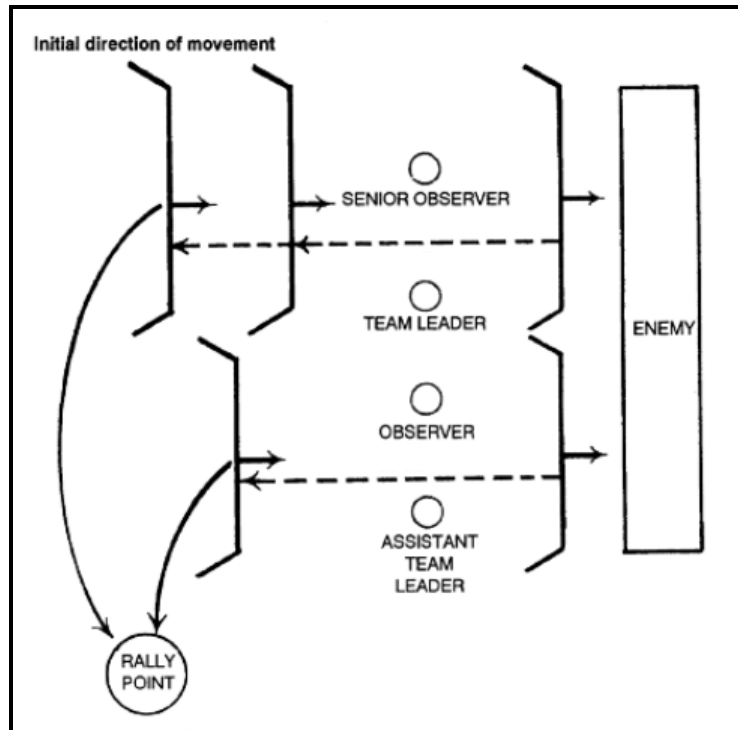 Initial direction of movement
SENIOR OBSERVER
TEAM LEADER
ENEMY
OBSERVER
ASSISTANT
TEAM
LEADER
RALLY
POINT